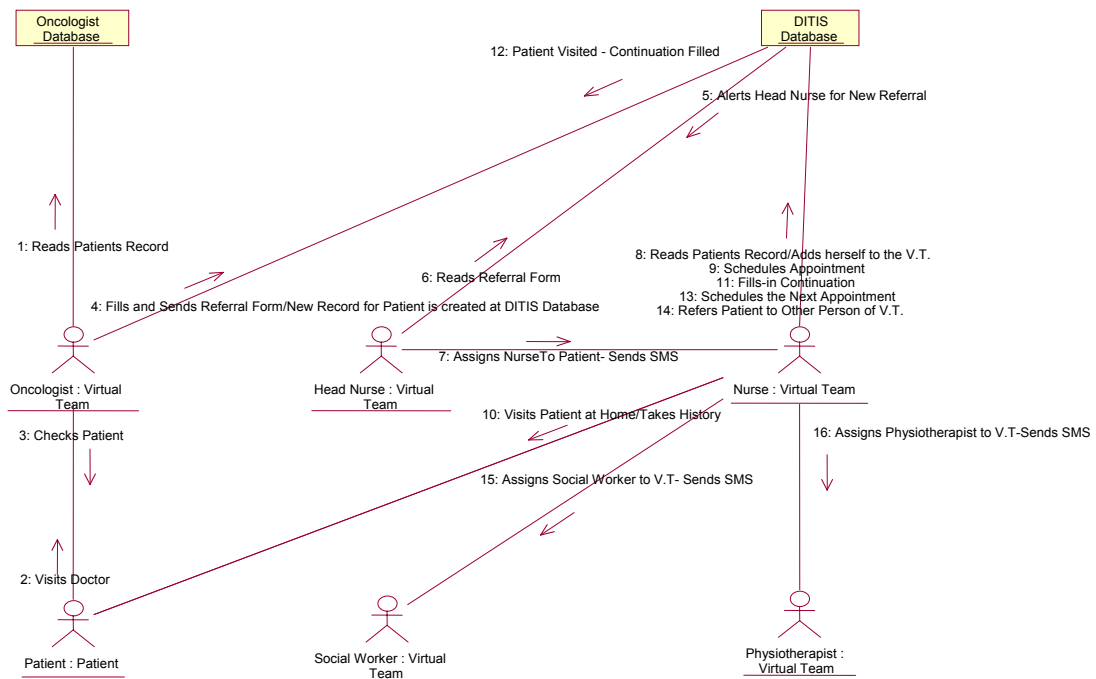 Oncologist
Database
DITIS
Database
12: Patient Visited - Continuation Filled
5: Alerts Head Nurse for New Referral
1: Reads Patients Record
8: Reads Patients Record/Adds herself to the V.T.
9: Schedules Appointment
6: Reads Referral Form
11: Fills-in Continuation
13: Schedules the Next Appointment
4: Fills and Sends Referral Form/New Record for Patient is created at DITIS Database
14: Refers Patient to Other Person of V.T.
7: Assigns NurseTo Patient- Sends SMS
Oncologist : Virtual
Team
Head Nurse : Virtual
Team
Nurse : Virtual Team
10: Visits Patient at Home/Takes History
3: Checks Patient
16: Assigns Physiotherapist to V.T-Sends SMS
15: Assigns Social Worker to V.T- Sends SMS
2: Visits Doctor
Patient : Patient
Social Worker : Virtual
Team
Physiotherapist :
Virtual Team